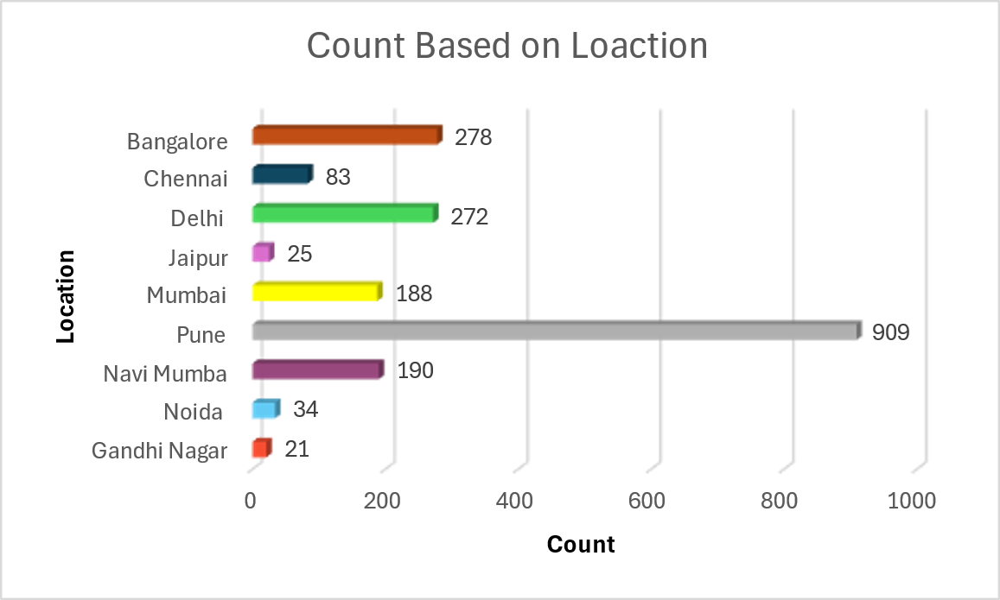 Count Based on Loaction
Bangalore 278
Chennai 83
Delhi 272
Jaipur 25
Mumbai 188
Pune 909
Navi Mumba 190
Noida 34
Gandhi Nagar 21
Location
0 200 400 600 800 1000
Count